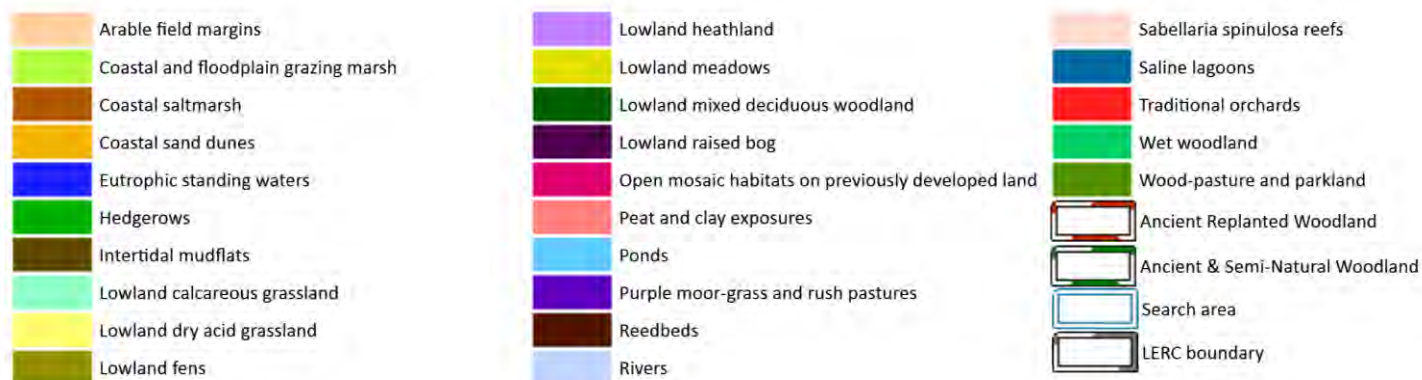 Arable field margins
Coastal and floodplain grazing marsh
Coastal saltmarsh
Coastal sand dunes
Eutrophic standing waters
Hedgerows
Intertidal mudflats
Lowland calcareous grassland
Lowland dry acid grassland
Lowland fens
Lowland heathland
Lowland meadows
Lowland mixed deciduous woodland
Lowland raised bog
Open mosaic habitats on previously developed land
Peat and clay exposures
Ponds
Purple moor-grass and rush pastures
Reedbeds
Rivers
Sabellaria spinulosa reefs
Saline lagoons
Traditional orchards
Wet woodland
Wood-pasture and parkland
Ancient Replanted Woodland
Ancient & Semi-Natural Woodland
Search area
LERC boundary